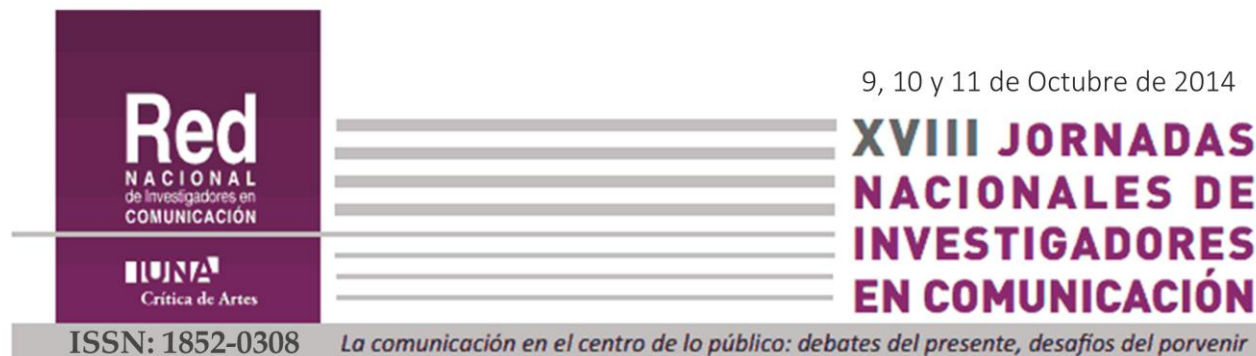 Red
NACIONAL
de Investigadores en
COMUNICACIÓN
IUNA
Crítica de Artes
9, 10 y 11 de Octubre de 2014
XVIII JORNADAS
NACIONALES DE
INVESTIGADORES
EN COMUNICACIÓN
ISSN: 1852-0308
La comunicación en el centro de lo público: debates del presente, desafíos del porvenir